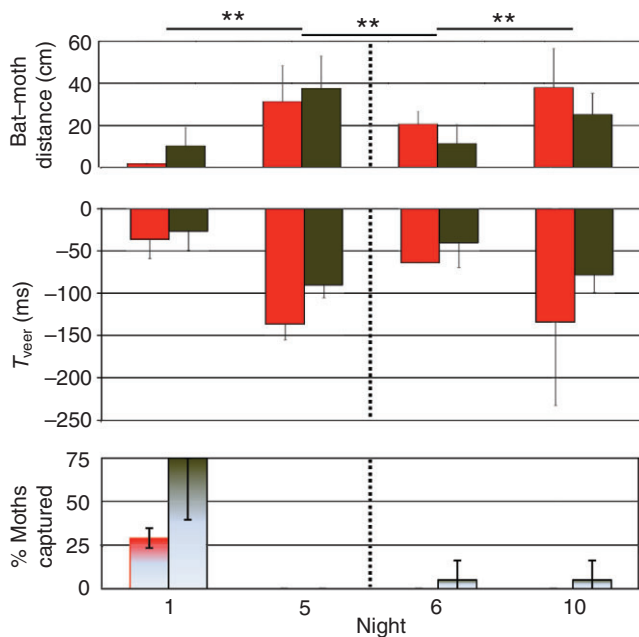 ** ** **
Bat–moth
distance (cm)
60
40
20
0
T veer (ms)
0
–50
–100
–150
–200
–250
% Moths
captured
75
50
25
0
1 5 6 10
Night